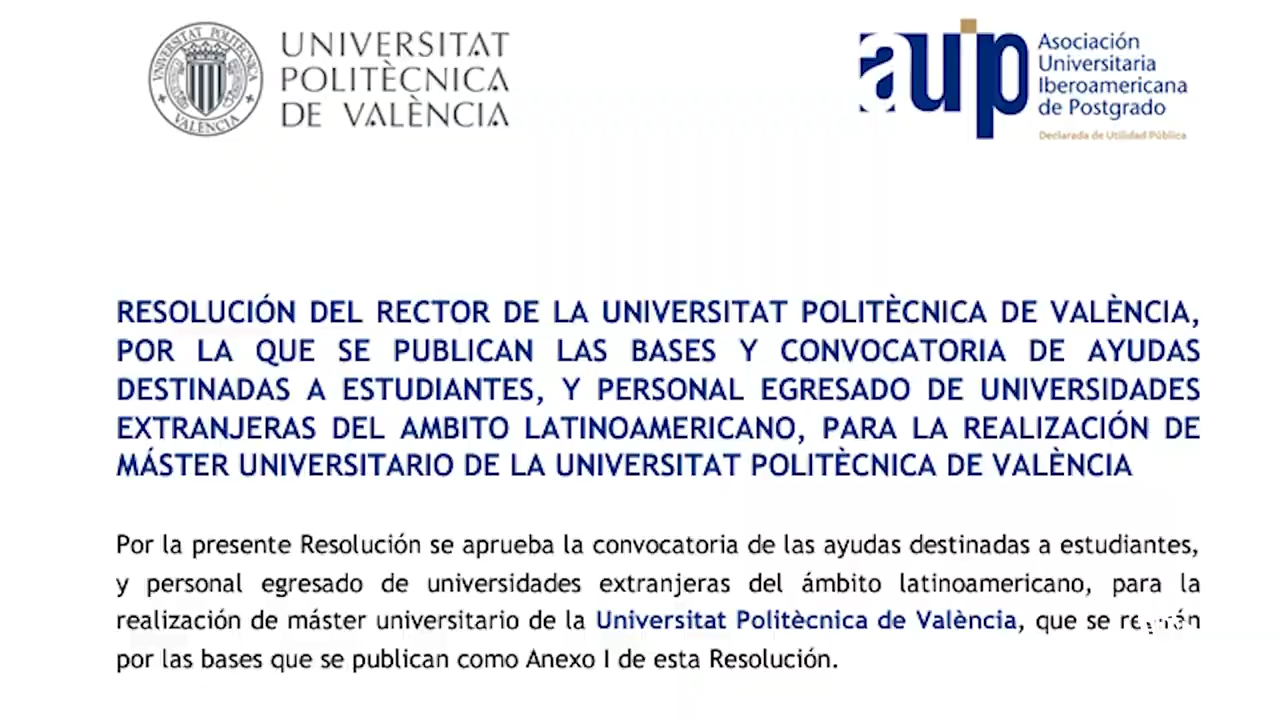 UNIVERSITAT
POLITÈCNICA
DE VALÈNCIA
UNIVERSITAT POLITÈCNICA
VALÈNCIA
auip
Asociación
Universitaria
Iberoamericana
de Postgrado
Declarada de Utilidad Pública
RESOLUCIÓN DEL RECTOR DE LA UNIVERSITAT POLITÈCNICA DE VALÈNCIA,
POR LA QUE SE PUBLICAN LAS BASES Y CONVOCATORIA DE AYUDAS
DESTINADAS A ESTUDIANTES, Y PERSONAL EGRESADO DE UNIVERSIDADES
EXTRANJERAS DEL AMBITO LATINOAMERICANO, PARA LA REALIZACIÓN DE
MÁSTER UNIVERSITARIO DE LA UNIVERSITAT POLITÈCNICA DE VALÈNCIA
Por la presente Resolución se aprueba la convocatoria de las ayudas destinadas a estudiantes,
y personal egresado de universidades extranjeras del ámbito latinoamericano, para la
realización de máster universitario de la Universitat Politècnica de València, que se
por las bases que se publican como Anexo I de esta Resolución.